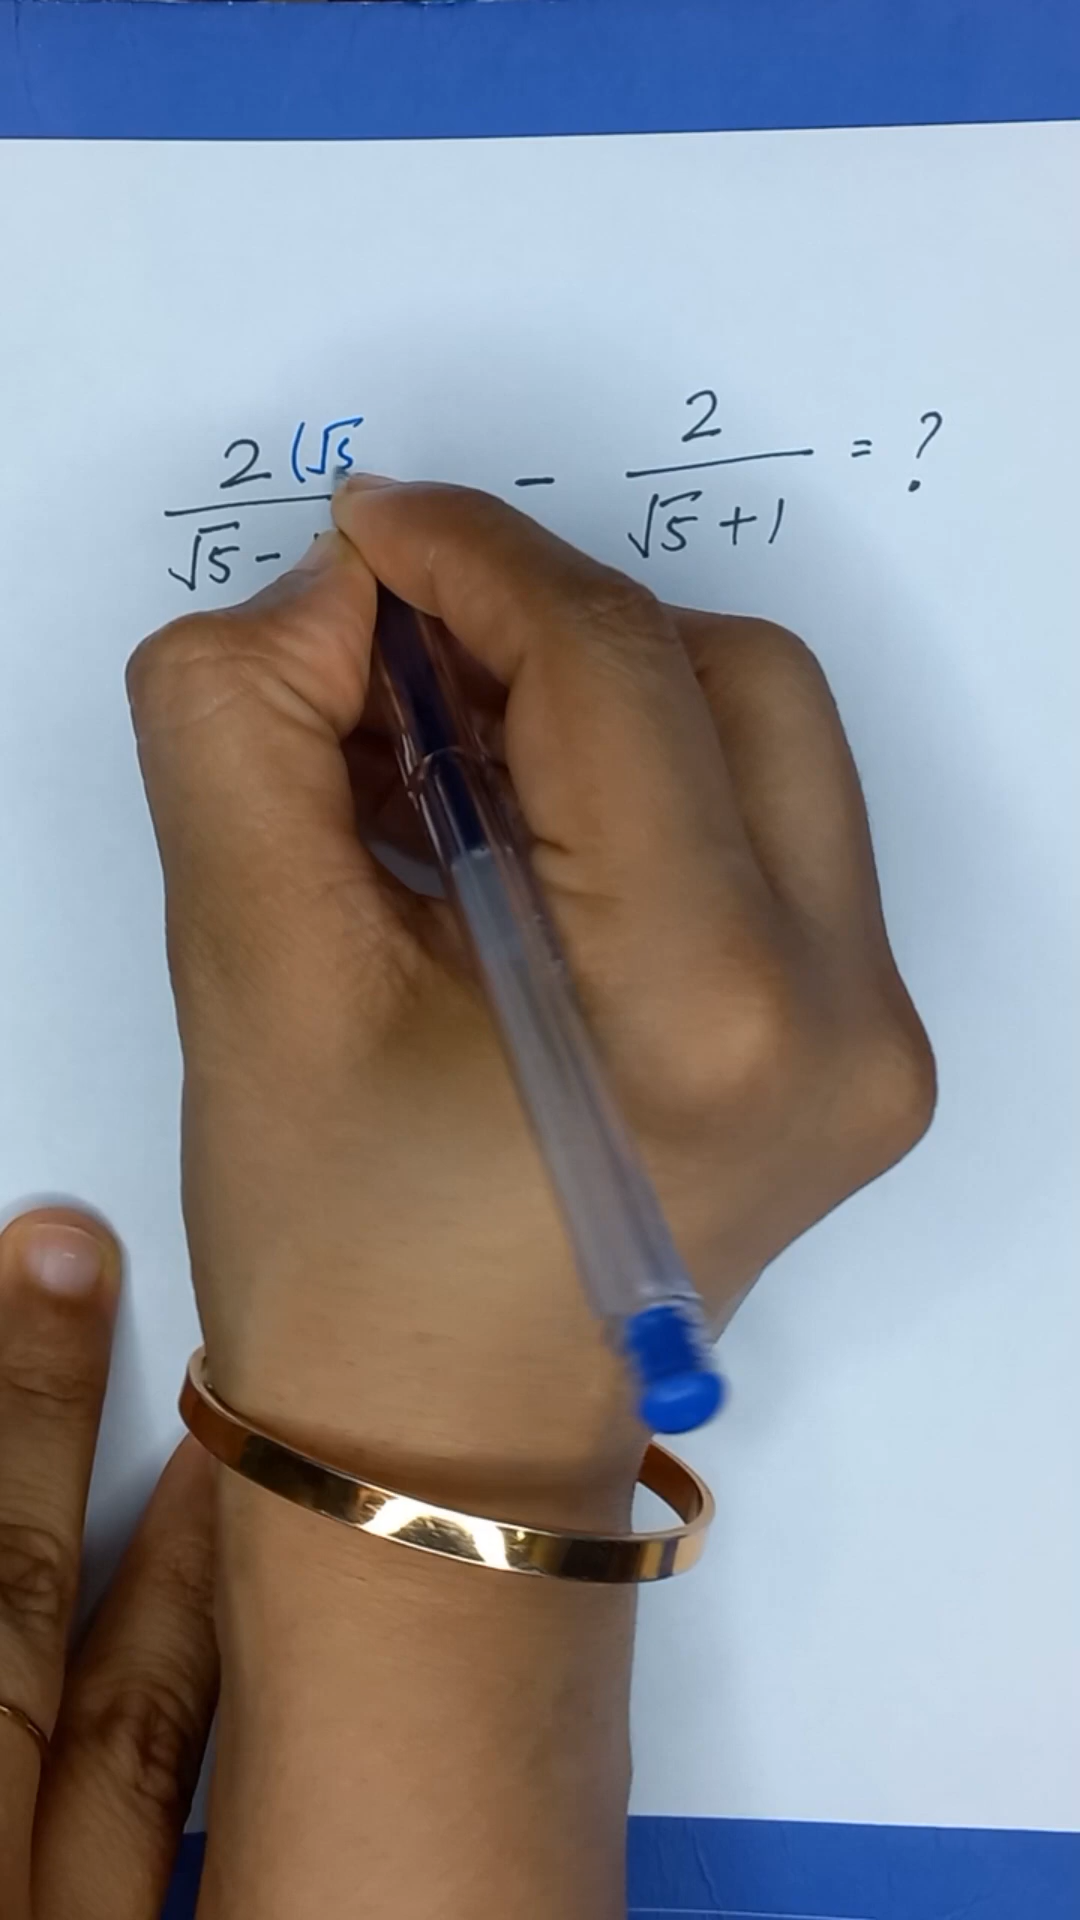 2(√5 / √5 - - 2 / √5+1 = ?